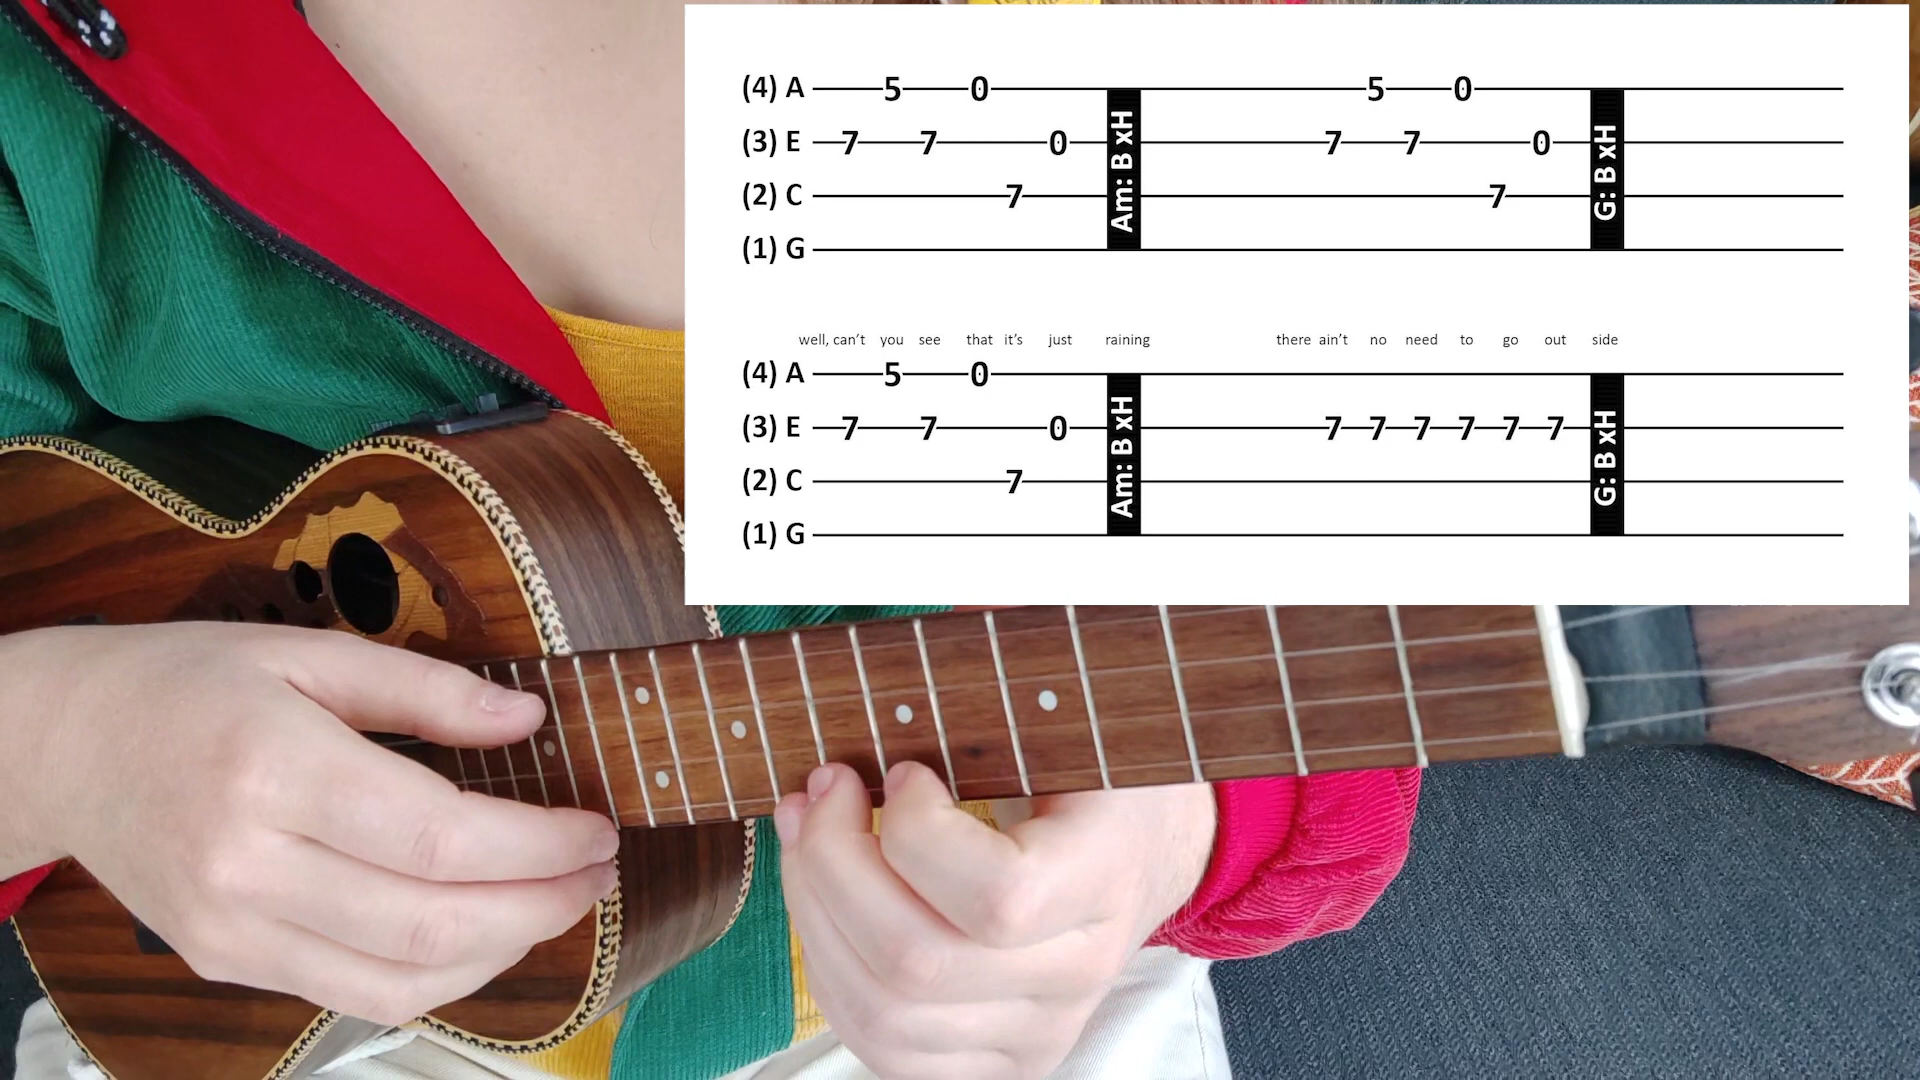 (4) A 5 0 5 0
(3) E 7 7 0 Am: B xH 7 7 0 G: B xH
(2) C 7 7
(1) G
well, can't you see that it's just raining there ain't no need to go out side
(4) A 5 0
(3) E 7 7 0 Am: B xH 7 7 7 7 7 7 G: B xH
(2) C 7
(1) G